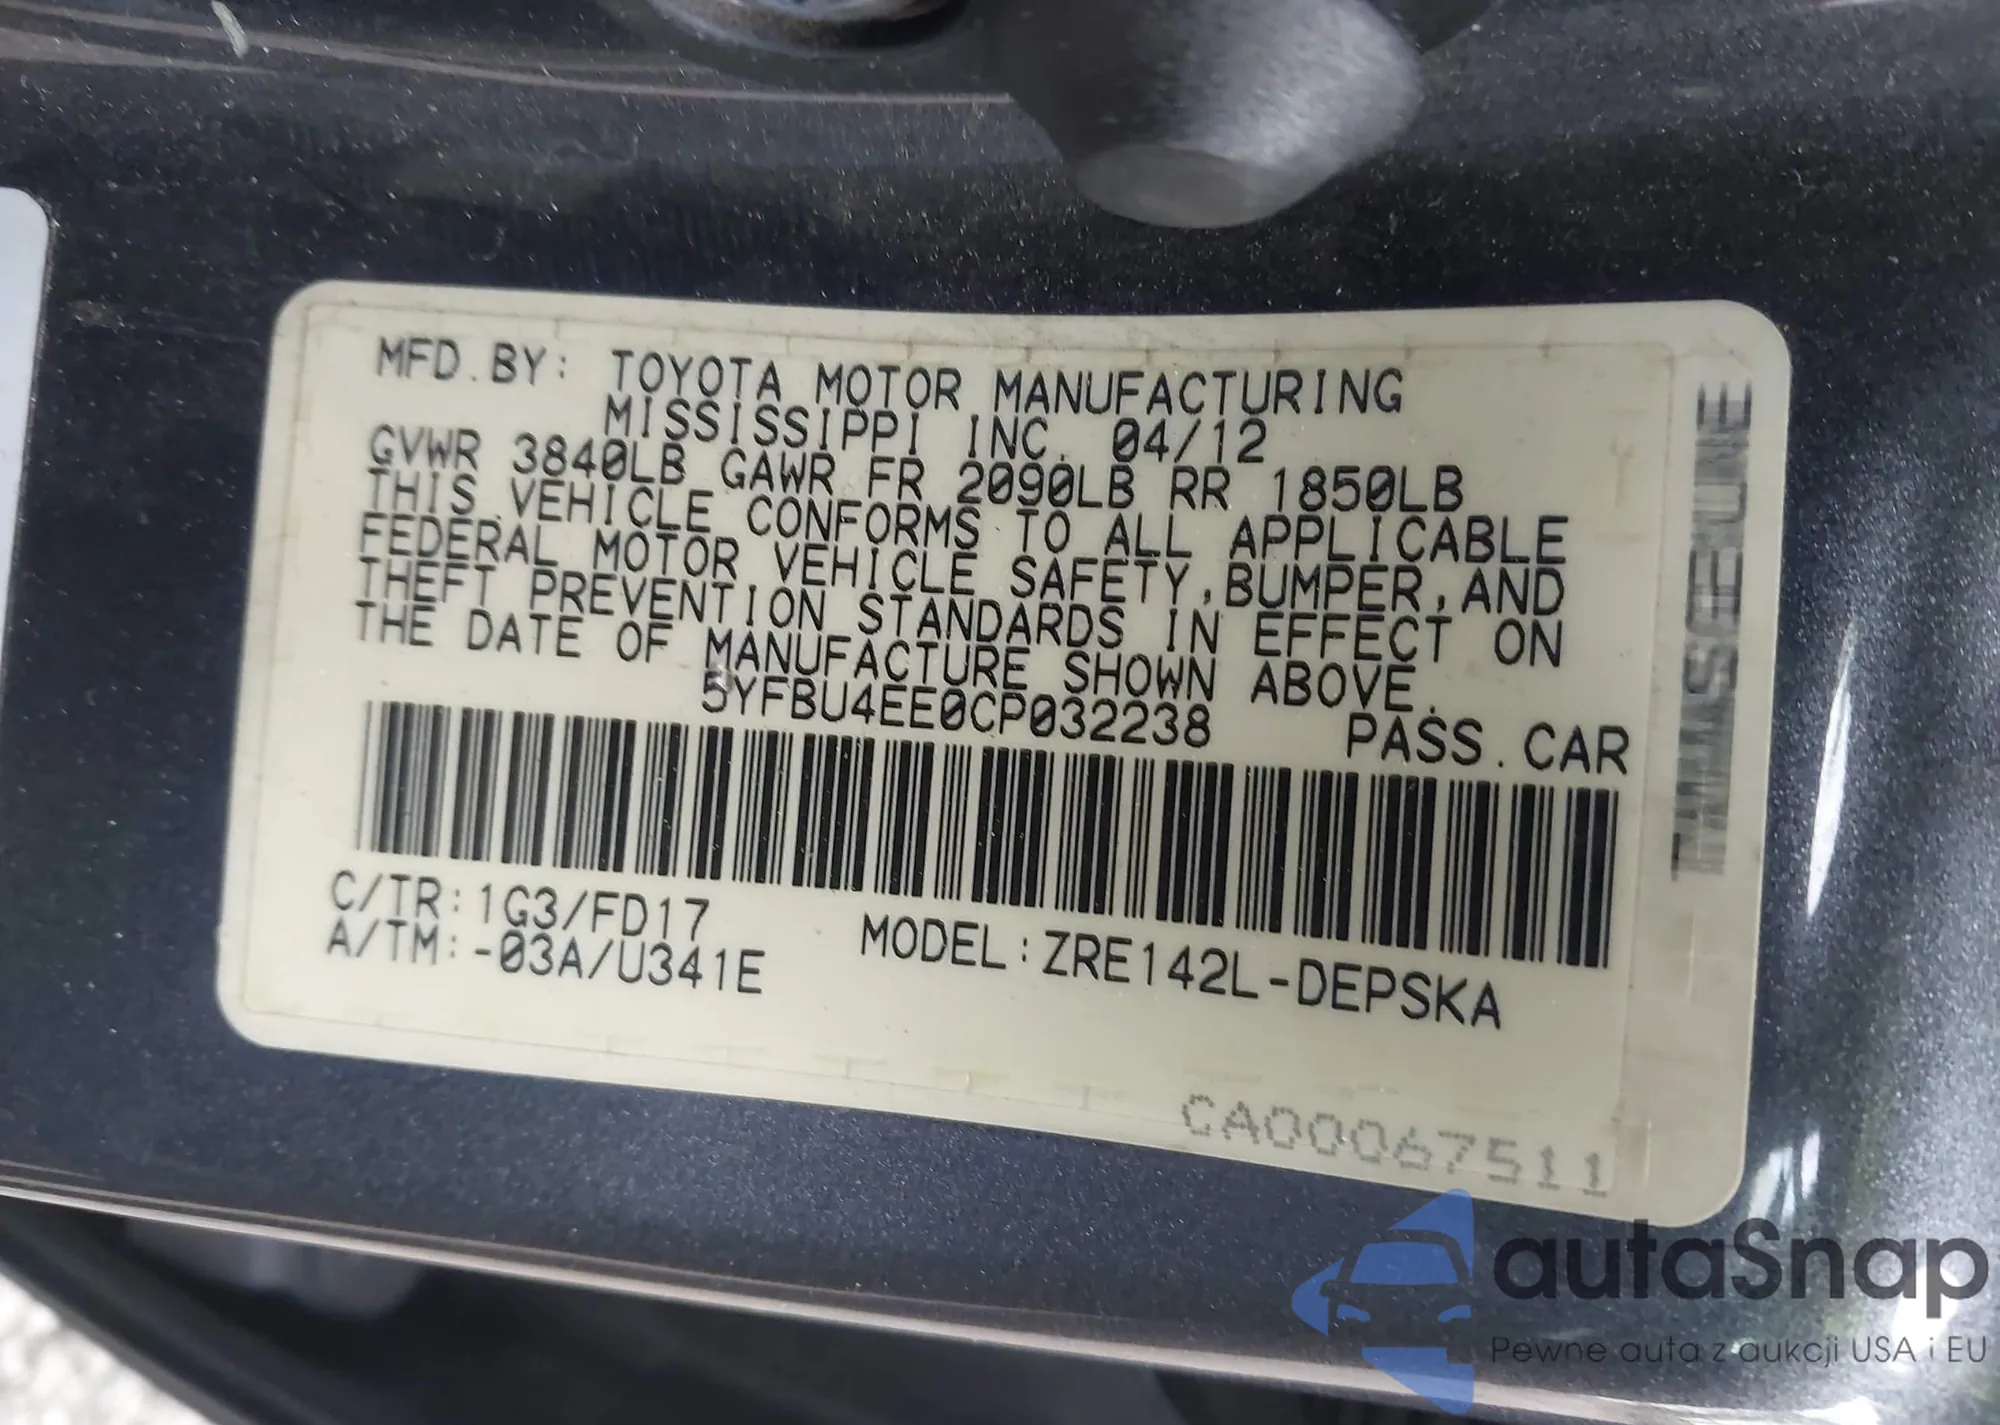 MFD.BY: TOYOTA MOTOR MANUFACTURING
MISSISSIPPI INC. 04/12
GVWR 3840LB GAWR FR 2090LB RR 1850LB
THIS VEHICLE CONFORMS TO ALL APPLICABLE
FEDERAL MOTOR VEHICLE SAFETY,BUMPER,AND
THEFT PREVENTION STANDARDS IN EFFECT ON
THE DATE OF MANUFACTURE SHOWN ABOVE.
5YFBU4EE0CP032238 PASS.CAR
C/TR:1G3/FD17
A/TM:-03A/U341E
MODEL:ZRE142L-DEPSKA
CA00067511
autaSnap
Pewne auta z aukcji USA i EU